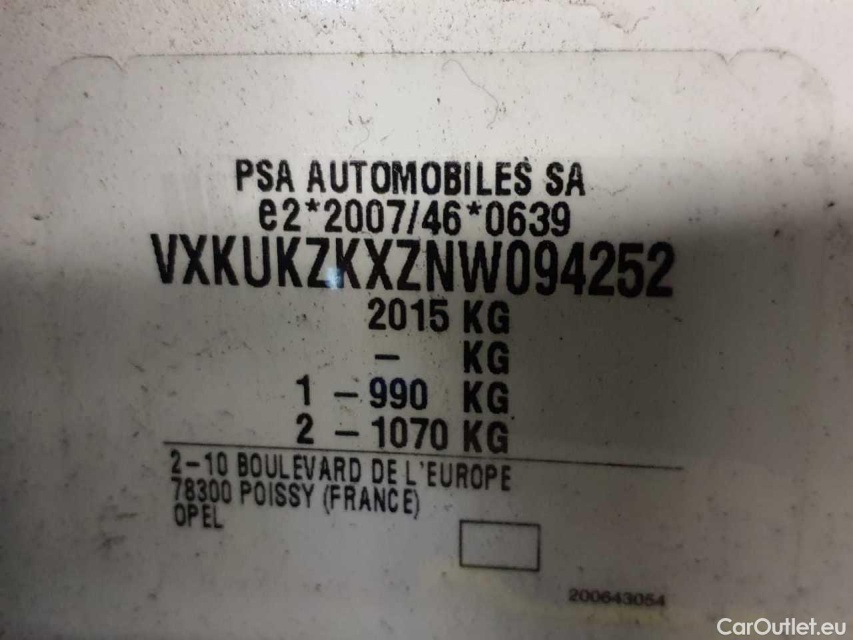 PSA AUTOMOBILES SA
e2*2007/46*0639
VXKUKZKXZNW094252
2015 KG
- KG
1 - 990 KG
2 - 1070 KG
2-10 BOULEVARD DE L'EUROPE
78300 POISSY (FRANCE)
OPEL
200643054
CarOutlet.eu